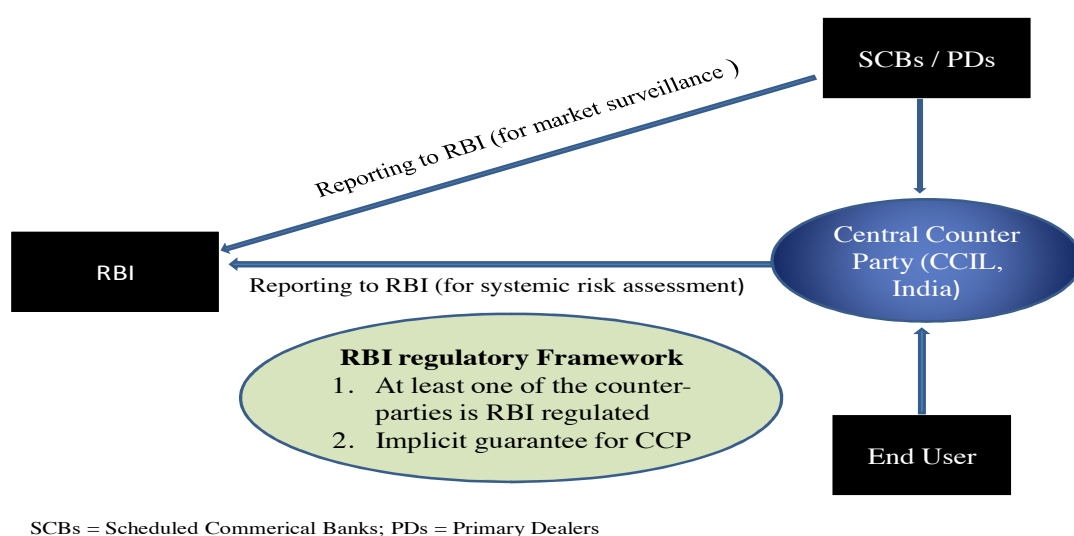 SCBs / PDs
Reporting to RBI (for market surveillance )
Central Counter
Party (CCIL,
India)
RBI
Reporting to RBI (for systemic risk assessment)
RBI regulatory Framework
1. At least one of the counter-
parties is RBI regulated
2. Implicit guarantee for CCP
End User
SCBs = Scheduled Commerical Banks; PDs = Primary Dealers